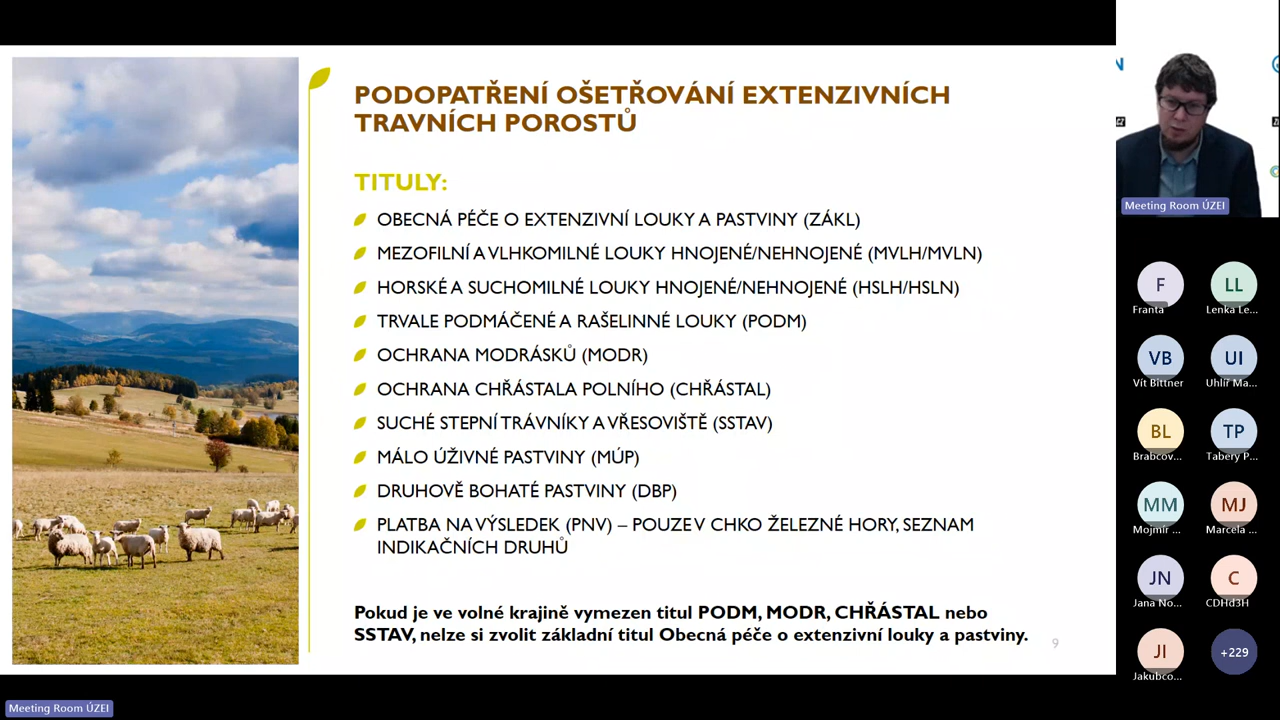 PODOPATŘENÍ OŠETŘOVÁNÍ EXTENZIVNÍCH
TRAVNÍCH POROSTŮ
TITULY:
OBECNÁ PÉČE O EXTENZIVNÍ LOUKY A PASTVINY (ZÁKL)
MEZOFILNÍ A VLHKOMILNÉ LOUKY HNOJENÉ/NEHNOJENÉ (MVLH/MVLN)
HORSKÉ A SUCHOMILNÉ LOUKY HNOJENÉ/NEHNOJENÉ (HSLH/HSLN)
TRVALE PODMÁČENÉ A RAŠELINNÉ LOUKY (PODM)
OCHRANA MODRÁSKŮ (MODR)
OCHRANA CHŘÁSTALA POLNÍHO (CHŘÁSTAL)
SUCHÉ STEPNÍ TRÁVNÍKY A VŘESOVIŠTĚ (SSTAV)
MÁLO ÚŽIVNÉ PASTVINY (MÚP)
DRUHOVĚ BOHATÉ PASTVINY (DBP)
PLATBA NA VÝSLEDEK (PNV) – POUZE V CHKO ŽELEZNÉ HORY, SEZNAM
INDIKAČNÍCH DRUHŮ
Pokud je ve volné krajině vymezen titul PODM, MODR, CHŘÁSTAL nebo
SSTAV, nelze si zvolit základní titul Obecná péče o extenzivní louky a pastviny.
9
Meeting Room ÚZEI
F
Franta
LL
Lenka Le...
VB
Vít Bittner
UI
Uhlíř Ma...
BL
Brabcov...
TP
Tabery P...
MM
Mojmír ...
MJ
Marcela ...
JN
Jana No...
C
CDHd3H
JI
Jakubco...
+229
Meeting Room ÚZEI